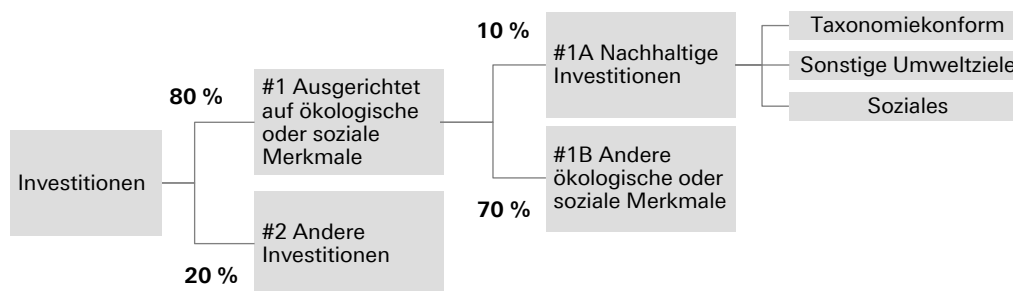 Investitionen
80 %
#1 Ausgerichtet
auf ökologische
oder soziale
Merkmale
20 %
#2 Andere
Investitionen
10 %
#1A Nachhaltige
Investitionen
70 %
#1B Andere
ökologische oder
soziale Merkmale
Taxonomiekonform
Sonstige Umweltziele
Soziales